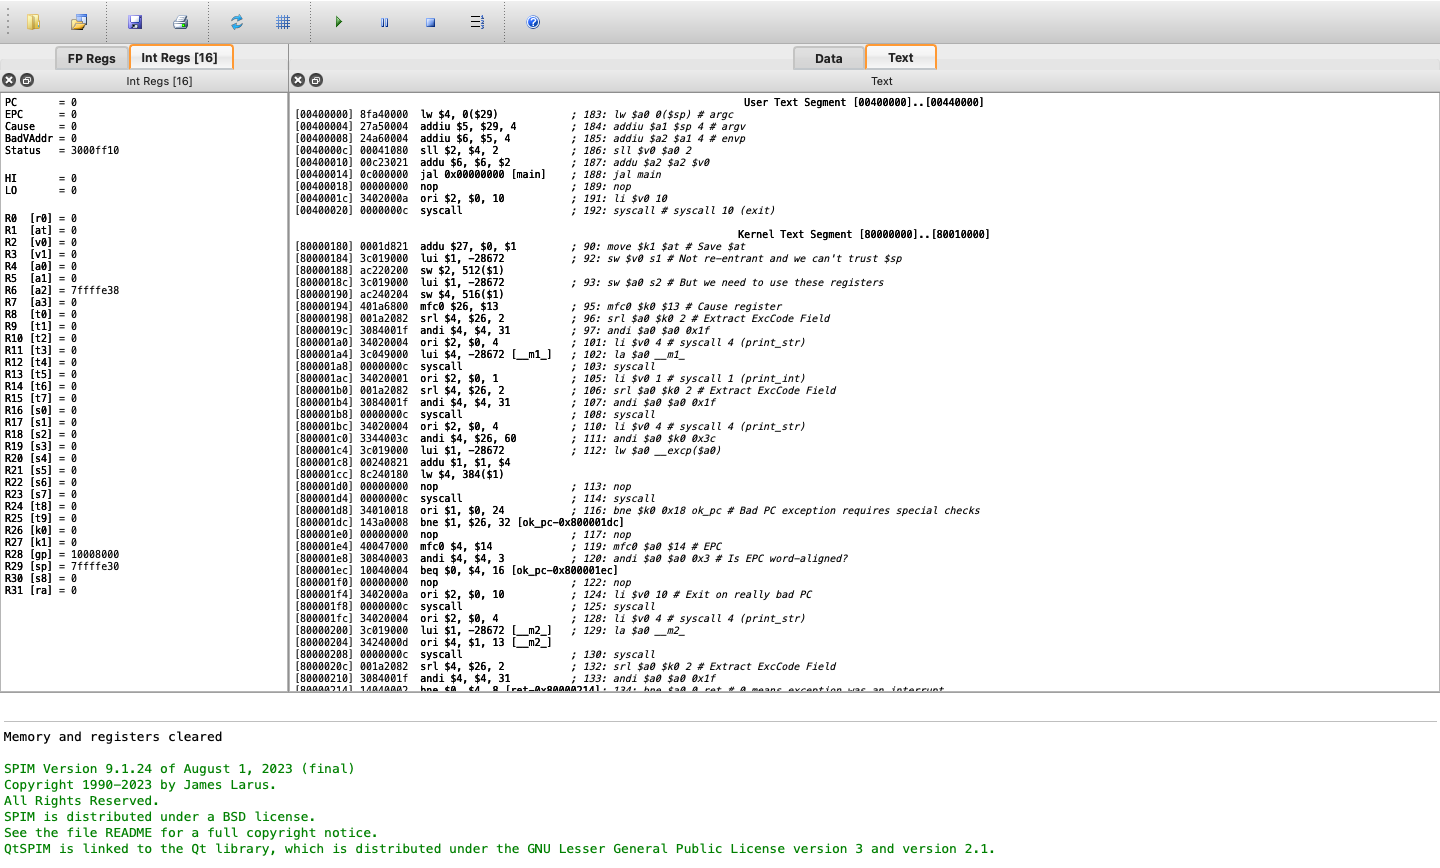 FP Regs
Int Regs [16]
Data
Text
Int Regs [16]
Text
PC = 0
EPC = 0
Cause = 0
BadVAddr = 0
Status = 3000ff10
HI = 0
LO = 0
R0 [r0] = 0
R1 [at] = 0
R2 [v0] = 0
R3 [v1] = 0
R4 [a0] = 0
R5 [a1] = 0
R6 [a2] = 7ffffe38
R7 [a3] = 0
R8 [t0] = 0
R9 [t1] = 0
R10 [t2] = 0
R11 [t3] = 0
R12 [t4] = 0
R13 [t5] = 0
R14 [t6] = 0
R15 [t7] = 0
R16 [s0] = 0
R17 [s1] = 0
R18 [s2] = 0
R19 [s3] = 0
R20 [s4] = 0
R21 [s5] = 0
R22 [s6] = 0
R23 [s7] = 0
R24 [t8] = 0
R25 [t9] = 0
R26 [k0] = 0
R27 [k1] = 0
R28 [gp] = 10008000
R29 [sp] = 7ffffe30
R30 [s8] = 0
R31 [ra] = 0
User Text Segment [00400000]..[00440000]
[00400000] 8fa40000 lw $4, 0($29) ; 183: lw $a0 0($sp) # argc
[00400004] 27a50004 addiu $5, $29, 4 ; 184: addiu $a1 $sp 4 # argv
[00400008] 24a60004 addiu $6, $5, 4 ; 185: addiu $a2 $a1 4 # envp
[0040000c] 00041080 sll $2, $4, 2 ; 186: sll $v0 $a0 2
[00400010] 00c23021 addu $6, $6, $2 ; 187: addu $a2 $a2 $v0
[00400014] 0c000000 jal 0x00000000 [main] ; 188: jal main
[00400018] 00000000 nop ; 189: nop
[0040001c] 3402000a ori $2, $0, 10 ; 191: li $v0 10
[00400020] 0000000c syscall ; 192: syscall # syscall 10 (exit)
Kernel Text Segment [80000000]..[80010000]
[80000180] 0001d821 addu $27, $0, $1 ; 90: move $k1 $at # Save $at
[80000184] 3c019000 lui $1, -28672 ; 92: sw $v0 s1 # Not re-entrant and we can't trust $sp
[80000188] ac220200 sw $2, 512($1)
[8000018c] 3c019000 lui $1, -28672 ; 93: sw $a0 s2 # But we need to use these registers
[80000190] ac240204 sw $4, 516($1)
[80000194] 401a6800 mfc0 $26, $13 ; 95: mfc0 $k0 $13 # Cause register
[80000198] 001a2082 srl $4, $26, 2 ; 96: srl $a0 $k0 2 # Extract ExcCode Field
[8000019c] 3084001f andi $4, $4, 31 ; 97: andi $a0 $a0 0x1f
[800001a0] 34020004 ori $2, $0, 4 ; 101: li $v0 4 # syscall 4 (print_str)
[800001a4] 3c049000 lui $4, -28672 [__m1_] ; 102: la $a0 __m1_
[800001a8] 0000000c syscall ; 103: syscall
[800001ac] 34020001 ori $2, $0, 1 ; 105: li $v0 1 # syscall 1 (print_int)
[800001b0] 001a2082 srl $4, $26, 2 ; 106: srl $a0 $k0 2 # Extract ExcCode Field
[800001b4] 3084001f andi $4, $4, 31 ; 107: andi $a0 $a0 0x1f
[800001b8] 0000000c syscall ; 108: syscall
[800001bc] 34020004 ori $2, $0, 4 ; 110: li $v0 4 # syscall 4 (print_str)
[800001c0] 3344003c andi $4, $26, 60 ; 111: andi $a0 $k0 0x3c
[800001c4] 3c019000 lui $1, -28672 ; 112: lw $a0 __excp($a0)
[800001c8] 00240821 addu $1, $1, $4
[800001cc] 8c240180 lw $4, 384($1)
[800001d0] 00000000 nop ; 113: nop
[800001d4] 0000000c syscall ; 114: syscall
[800001d8] 34010018 ori $1, $0, 24 ; 116: bne $k0 0x18 ok_pc # Bad PC exception requires special checks
[800001dc] 143a0008 bne $1, $26, 32 [ok_pc-0x800001dc]
[800001e0] 00000000 nop ; 117: nop
[800001e4] 40047000 mfc0 $4, $14 ; 119: mfc0 $a0 $14 # EPC
[800001e8] 30840003 andi $4, $4, 3 ; 120: andi $a0 $a0 0x3 # Is EPC word-aligned?
[800001ec] 10040004 beq $0, $4, 16 [ok_pc-0x800001ec]
[800001f0] 00000000 nop ; 122: nop
[800001f4] 3402000a ori $2, $0, 10 ; 124: li $v0 10 # Exit on really bad PC
[800001f8] 0000000c syscall ; 125: syscall
[800001fc] 34020004 ori $2, $0, 4 ; 128: li $v0 4 # syscall 4 (print_str)
[80000200] 3c019000 lui $1, -28672 [__m2_] ; 129: la $a0 __m2_
[80000204] 3424000d ori $4, $1, 13 [__m2_]
[80000208] 0000000c syscall ; 130: syscall
[8000020c] 001a2082 srl $4, $26, 2 ; 132: srl $a0 $k0 2 # Extract ExcCode Field
[80000210] 3084001f andi $4, $4, 31 ; 133: andi $a0 $a0 0x1f
[80000214] 14040002 bne $0, $4, 8 [ret-0x80000214]; 134: bne $a0 0 ret # 0 means exception was an interrupt
Memory and registers cleared
SPIM Version 9.1.24 of August 1, 2023 (final)
Copyright 1990-2023 by James Larus.
All Rights Reserved.
SPIM is distributed under a BSD license.
See the file README for a full copyright notice.
QtSPIM is linked to the Qt library, which is distributed under the GNU Lesser General Public License version 3 and version 2.1.